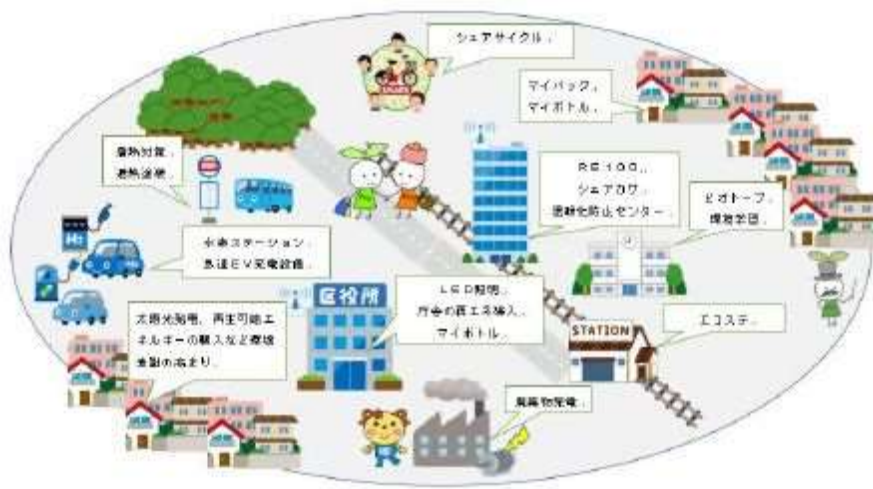 シェアサイクル
マイバック
マイボトル
暑熱対策
遮熱塗装
RE100
シェアカワ
温暖化防止センター
ビオトープ
環境学習
水素ステーション
急速EV充電設備
H2
区役所
LED照明
庁舎の再エネ導入
マイボトル
太陽光発電、再生可能エ
ネルギーの購入など環境
意識の高まり
STATION
エコステ
廃棄物発電